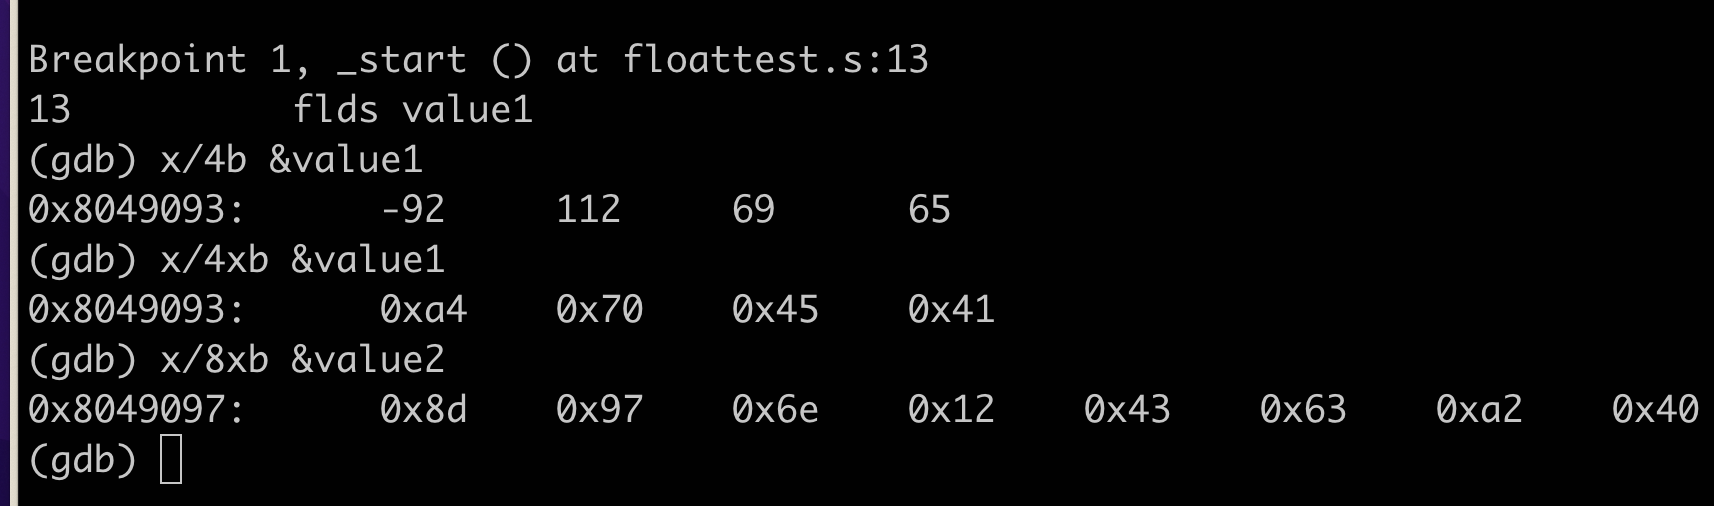 Breakpoint 1, _start () at floattest.s:13
13          flds value1
(gdb) x/4b &value1
0x8049093:      -92     112     69      65
(gdb) x/4xb &value1
0x8049093:      0xa4    0x70    0x45    0x41
(gdb) x/8xb &value2
0x8049097:      0x8d    0x97    0x6e    0x12    0x43    0x63    0xa2    0x40
(gdb)